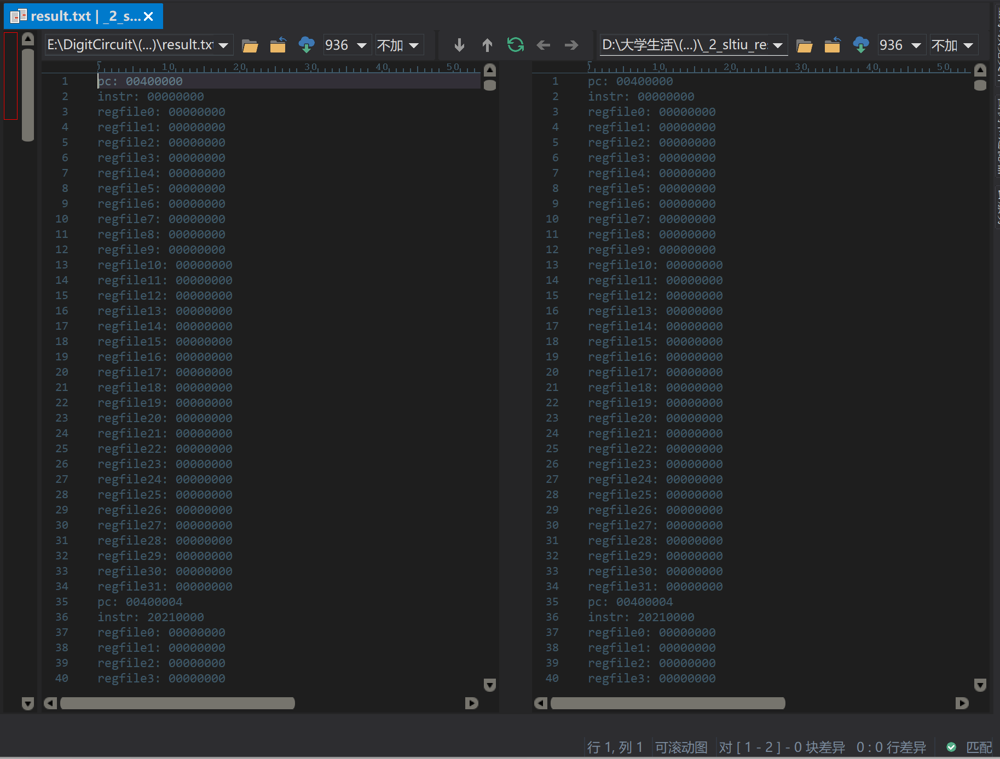 result.txt | _2_s...
E:\DigitCircuit\(...)\result.tx
936
不加
D:\大学生活\(...)\_2_sltiu_re
936
不加
0 10 20 30 40 50
0 10 20 30 40 50
1 pc: 00400000
2 instr: 00000000
3 regfile0: 00000000
4 regfile1: 00000000
5 regfile2: 00000000
6 regfile3: 00000000
7 regfile4: 00000000
8 regfile5: 00000000
9 regfile6: 00000000
10 regfile7: 00000000
11 regfile8: 00000000
12 regfile9: 00000000
13 regfile10: 00000000
14 regfile11: 00000000
15 regfile12: 00000000
16 regfile13: 00000000
17 regfile14: 00000000
18 regfile15: 00000000
19 regfile16: 00000000
20 regfile17: 00000000
21 regfile18: 00000000
22 regfile19: 00000000
23 regfile20: 00000000
24 regfile21: 00000000
25 regfile22: 00000000
26 regfile23: 00000000
27 regfile24: 00000000
28 regfile25: 00000000
29 regfile26: 00000000
30 regfile27: 00000000
31 regfile28: 00000000
32 regfile29: 00000000
33 regfile30: 00000000
34 regfile31: 00000000
35 pc: 00400004
36 instr: 20210000
37 regfile0: 00000000
38 regfile1: 00000000
39 regfile2: 00000000
40 regfile3: 00000000
1 pc: 00400000
2 instr: 00000000
3 regfile0: 00000000
4 regfile1: 00000000
5 regfile2: 00000000
6 regfile3: 00000000
7 regfile4: 00000000
8 regfile5: 00000000
9 regfile6: 00000000
10 regfile7: 00000000
11 regfile8: 00000000
12 regfile9: 00000000
13 regfile10: 00000000
14 regfile11: 00000000
15 regfile12: 00000000
16 regfile13: 00000000
17 regfile14: 00000000
18 regfile15: 00000000
19 regfile16: 00000000
20 regfile17: 00000000
21 regfile18: 00000000
22 regfile19: 00000000
23 regfile20: 00000000
24 regfile21: 00000000
25 regfile22: 00000000
26 regfile23: 00000000
27 regfile24: 00000000
28 regfile25: 00000000
29 regfile26: 00000000
30 regfile27: 00000000
31 regfile28: 00000000
32 regfile29: 00000000
33 regfile30: 00000000
34 regfile31: 00000000
35 pc: 00400004
36 instr: 20210000
37 regfile0: 00000000
38 regfile1: 00000000
39 regfile2: 00000000
40 regfile3: 00000000
行 1, 列 1 可滚动图 对 [ 1 - 2 ] - 0 块差异 0 : 0 行差异 匹配